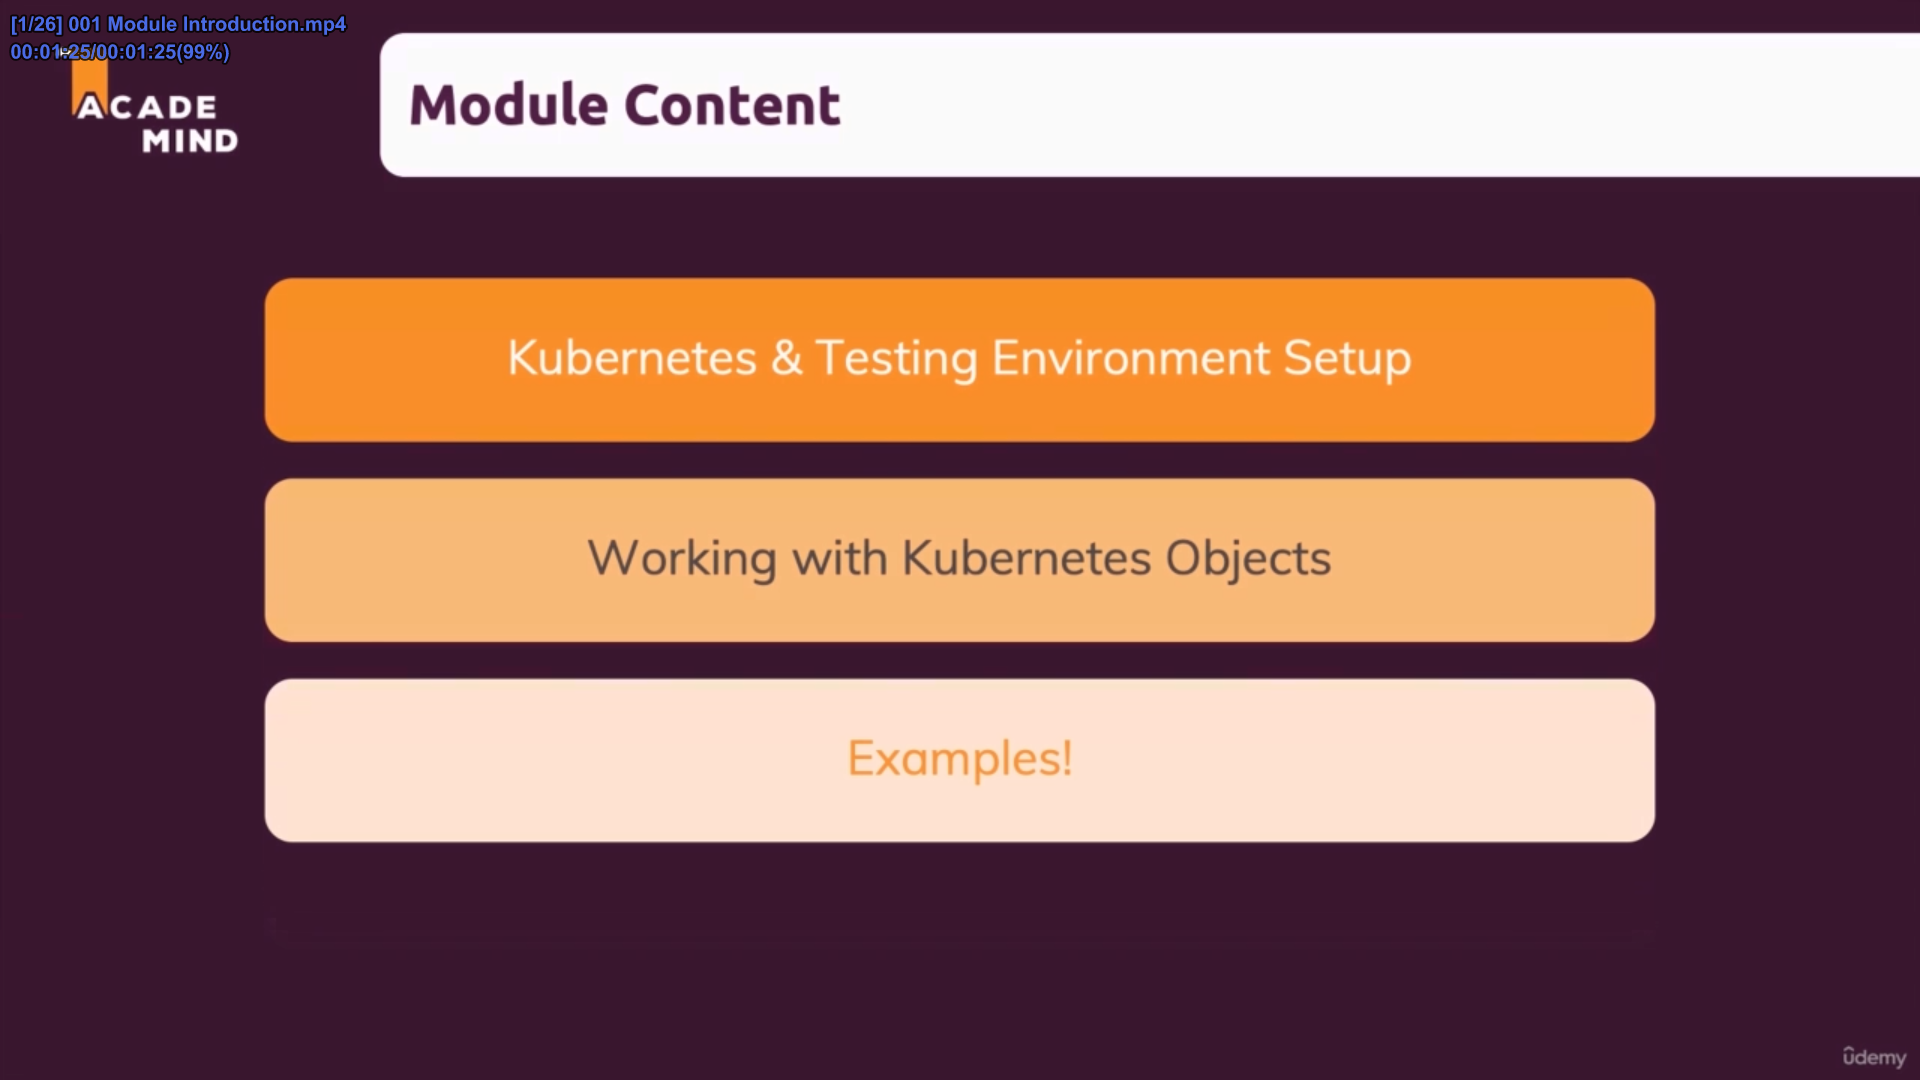 [1/26] 001 Module Introduction.mp4
00:01:25/00:01:25(99%)
ACADE
MIND
Module Content
Kubernetes & Testing Environment Setup
Working with Kubernetes Objects
Examples!
ûdemy